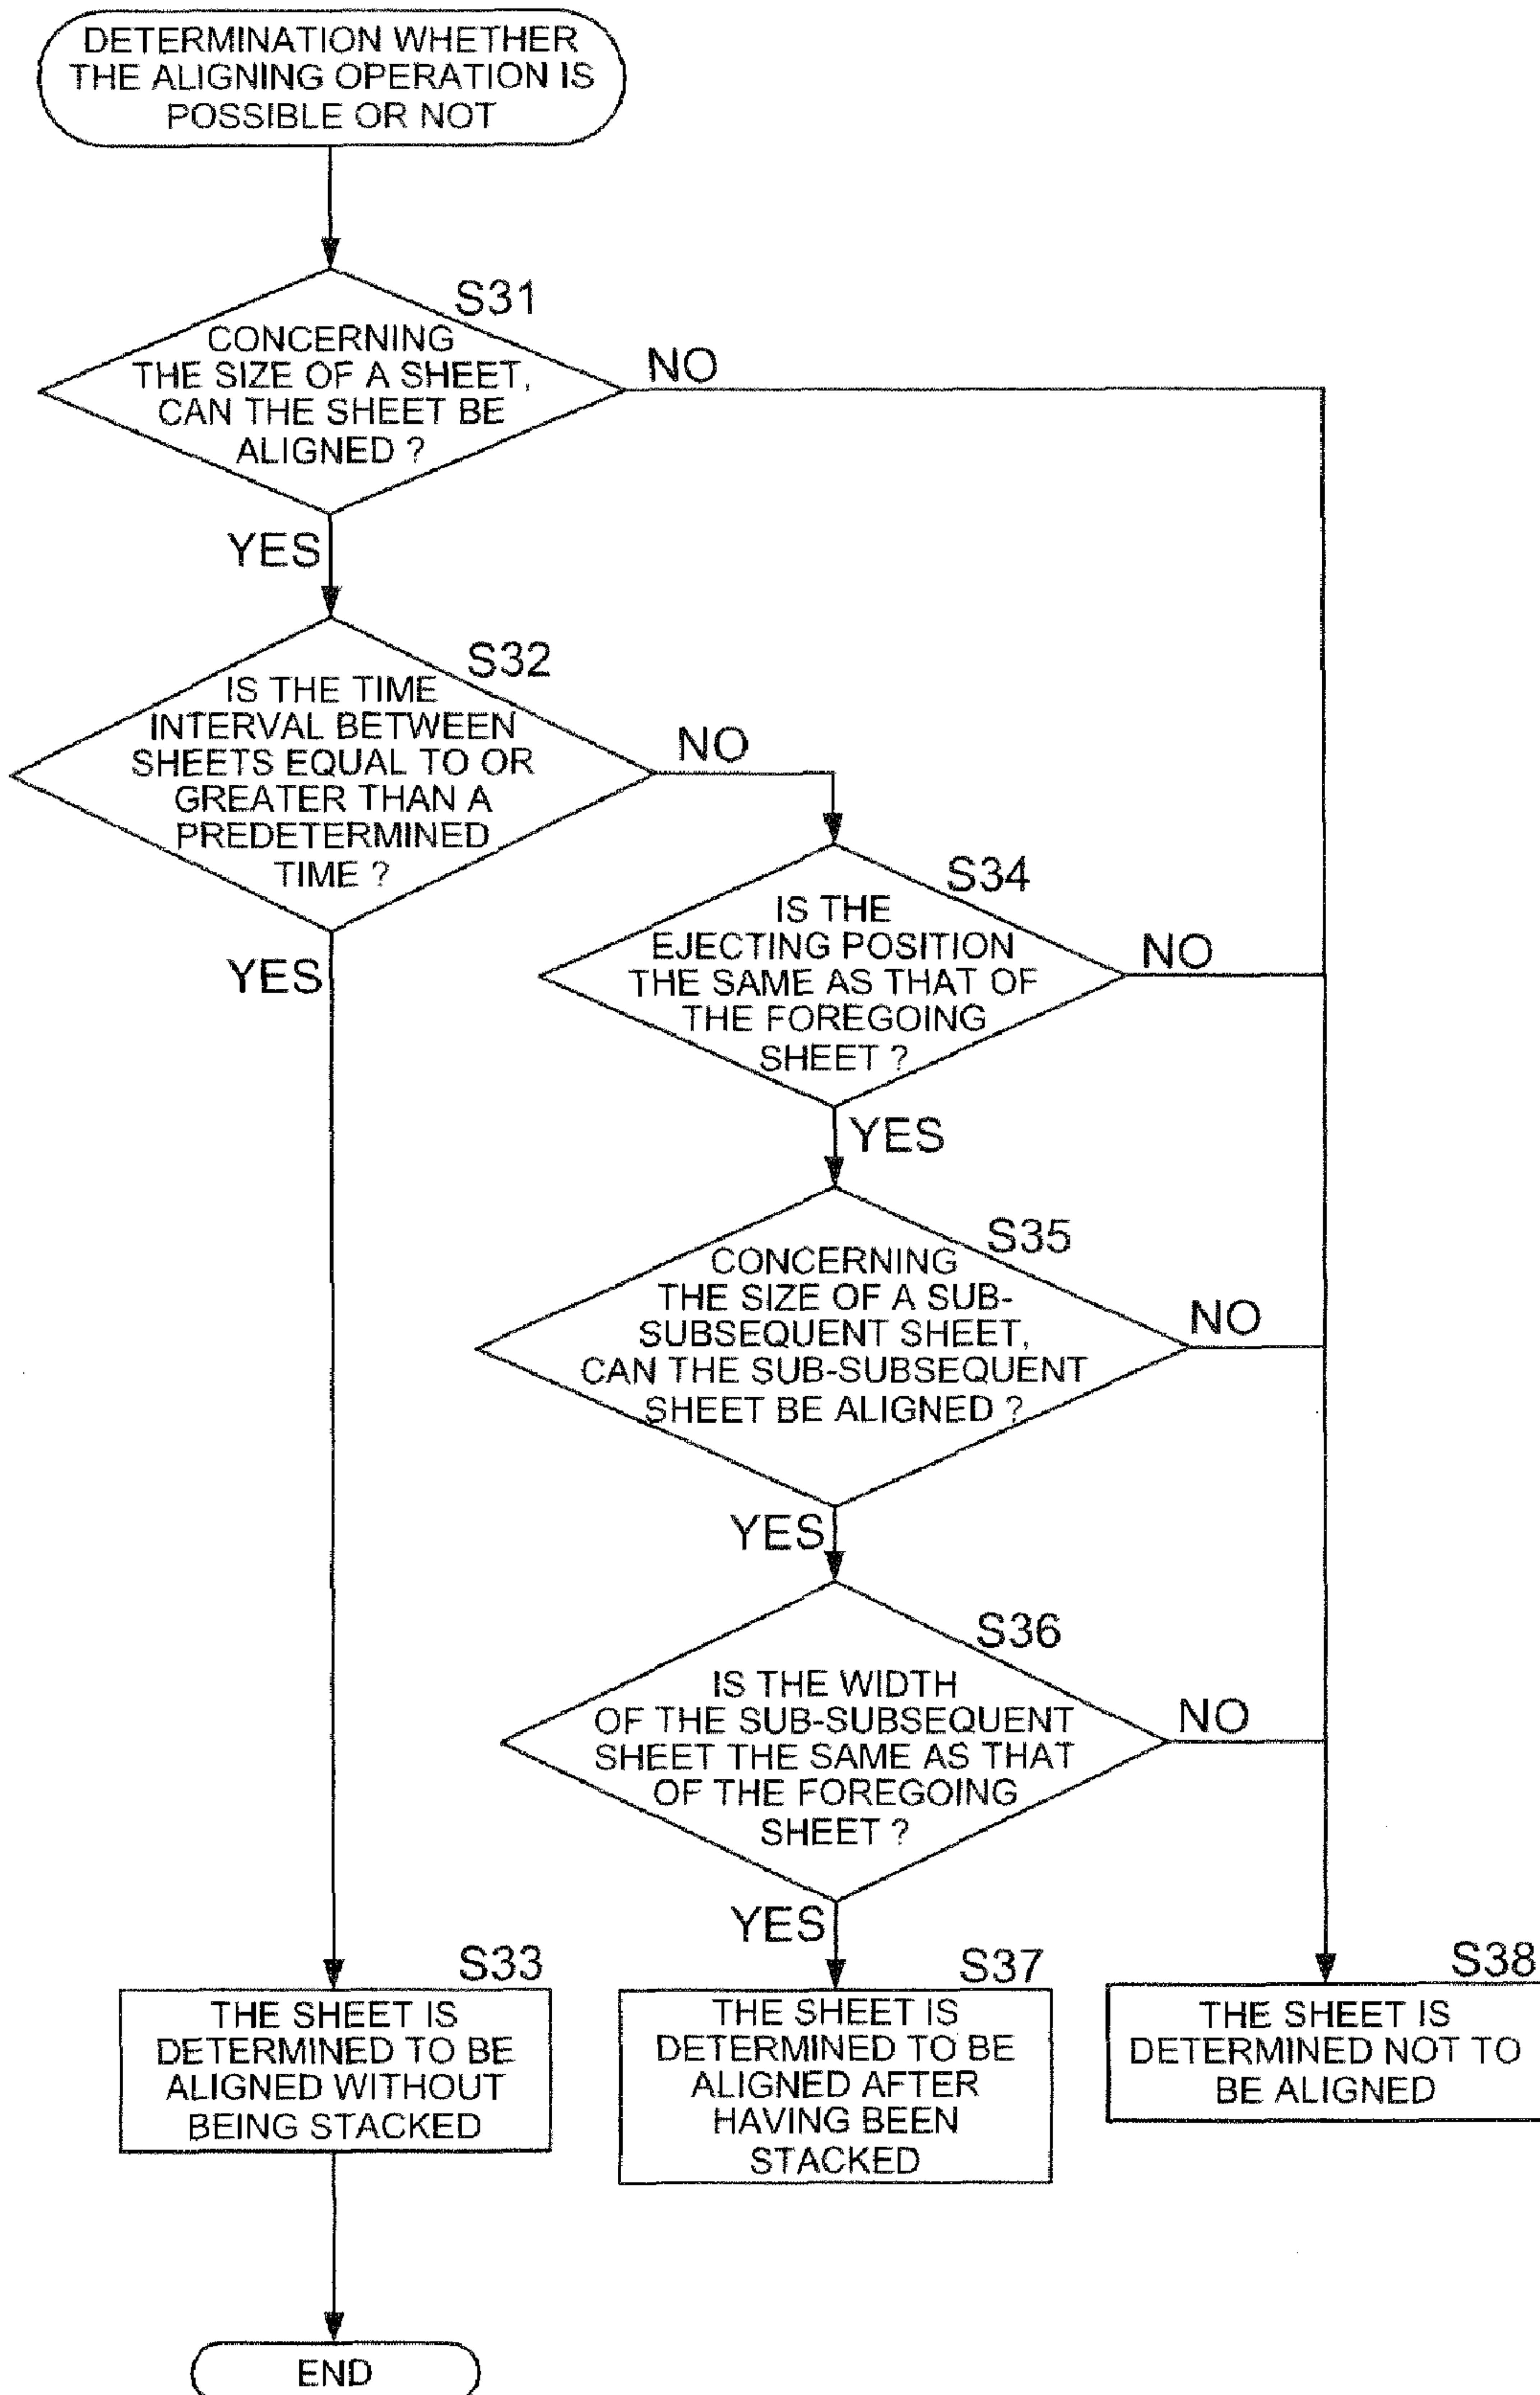 DETERMINATION WHETHER
THE ALIGNING OPERATION IS
POSSIBLE OR NOT
S31
CONCERNING
THE SIZE OF A SHEET,
CAN THE SHEET BE
ALIGNED ?
NO
YES
S32
IS THE TIME
INTERVAL BETWEEN
SHEETS EQUAL TO OR
GREATER THAN A
PREDETERMINED
TIME ?
NO
YES
S34
IS THE
EJECTING POSITION
THE SAME AS THAT OF
THE FOREGOING
SHEET ?
NO
YES
S35
CONCERNING
THE SIZE OF A SUB-
SUBSEQUENT SHEET,
CAN THE SUB-SUBSEQUENT
SHEET BE ALIGNED ?
NO
YES
S36
IS THE WIDTH
OF THE SUB-SUBSEQUENT
SHEET THE SAME AS THAT
OF THE FOREGOING
SHEET ?
NO
YES
S33
THE SHEET IS
DETERMINED TO BE
ALIGNED WITHOUT
BEING STACKED
S37
THE SHEET IS
DETERMINED TO BE
ALIGNED AFTER
HAVING BEEN
STACKED
S38
THE SHEET IS
DETERMINED NOT TO
BE ALIGNED
END